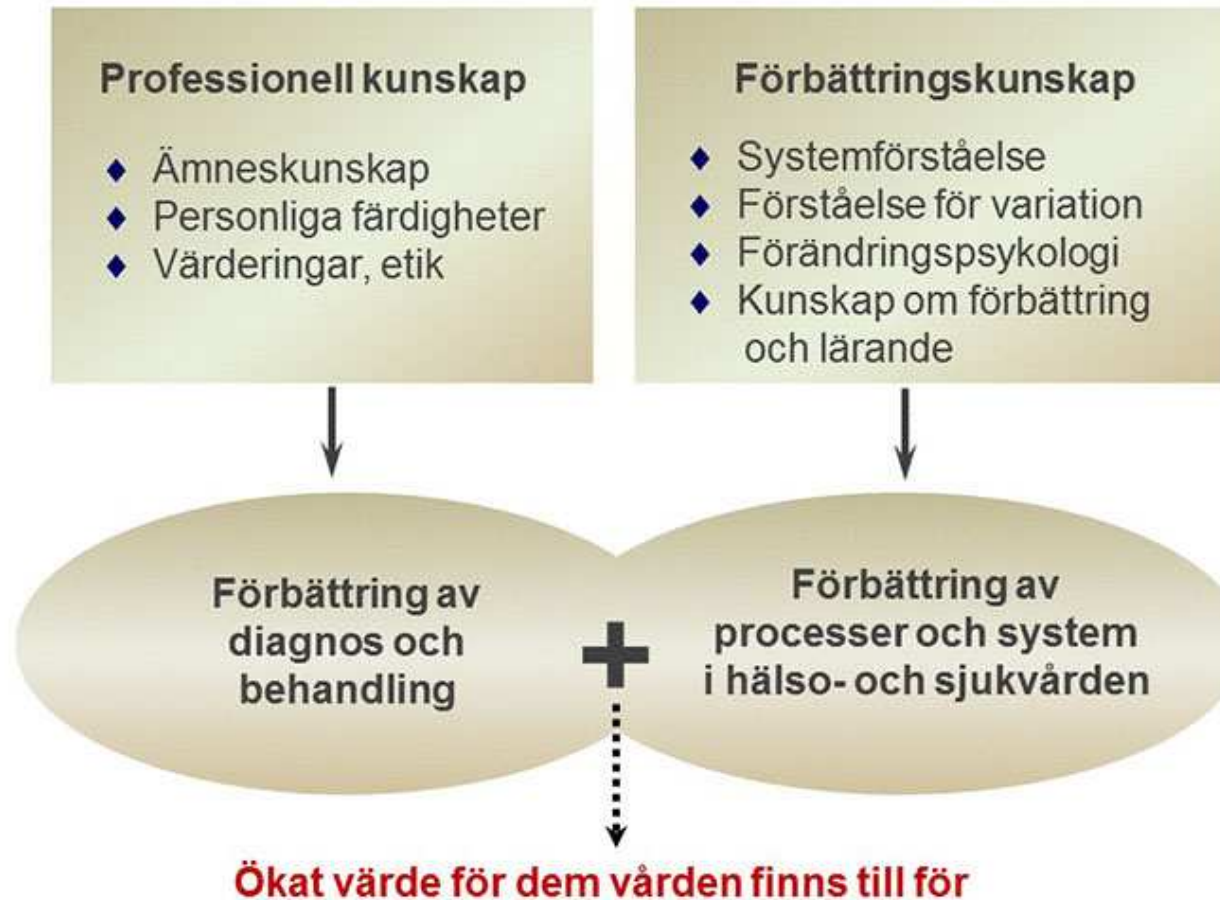 Professionell kunskap
♦ Ämneskunskap
♦ Personliga färdigheter
♦ Värderingar, etik
Förbättringskunskap
♦ Systemförståelse
♦ Förståelse för variation
♦ Förändringspsykologi
♦ Kunskap om förbättring
och lärande
Förbättring av
diagnos och
behandling
+
Förbättring av
processer och system
i hälso- och sjukvården
Ökat värde för dem vården finns till för